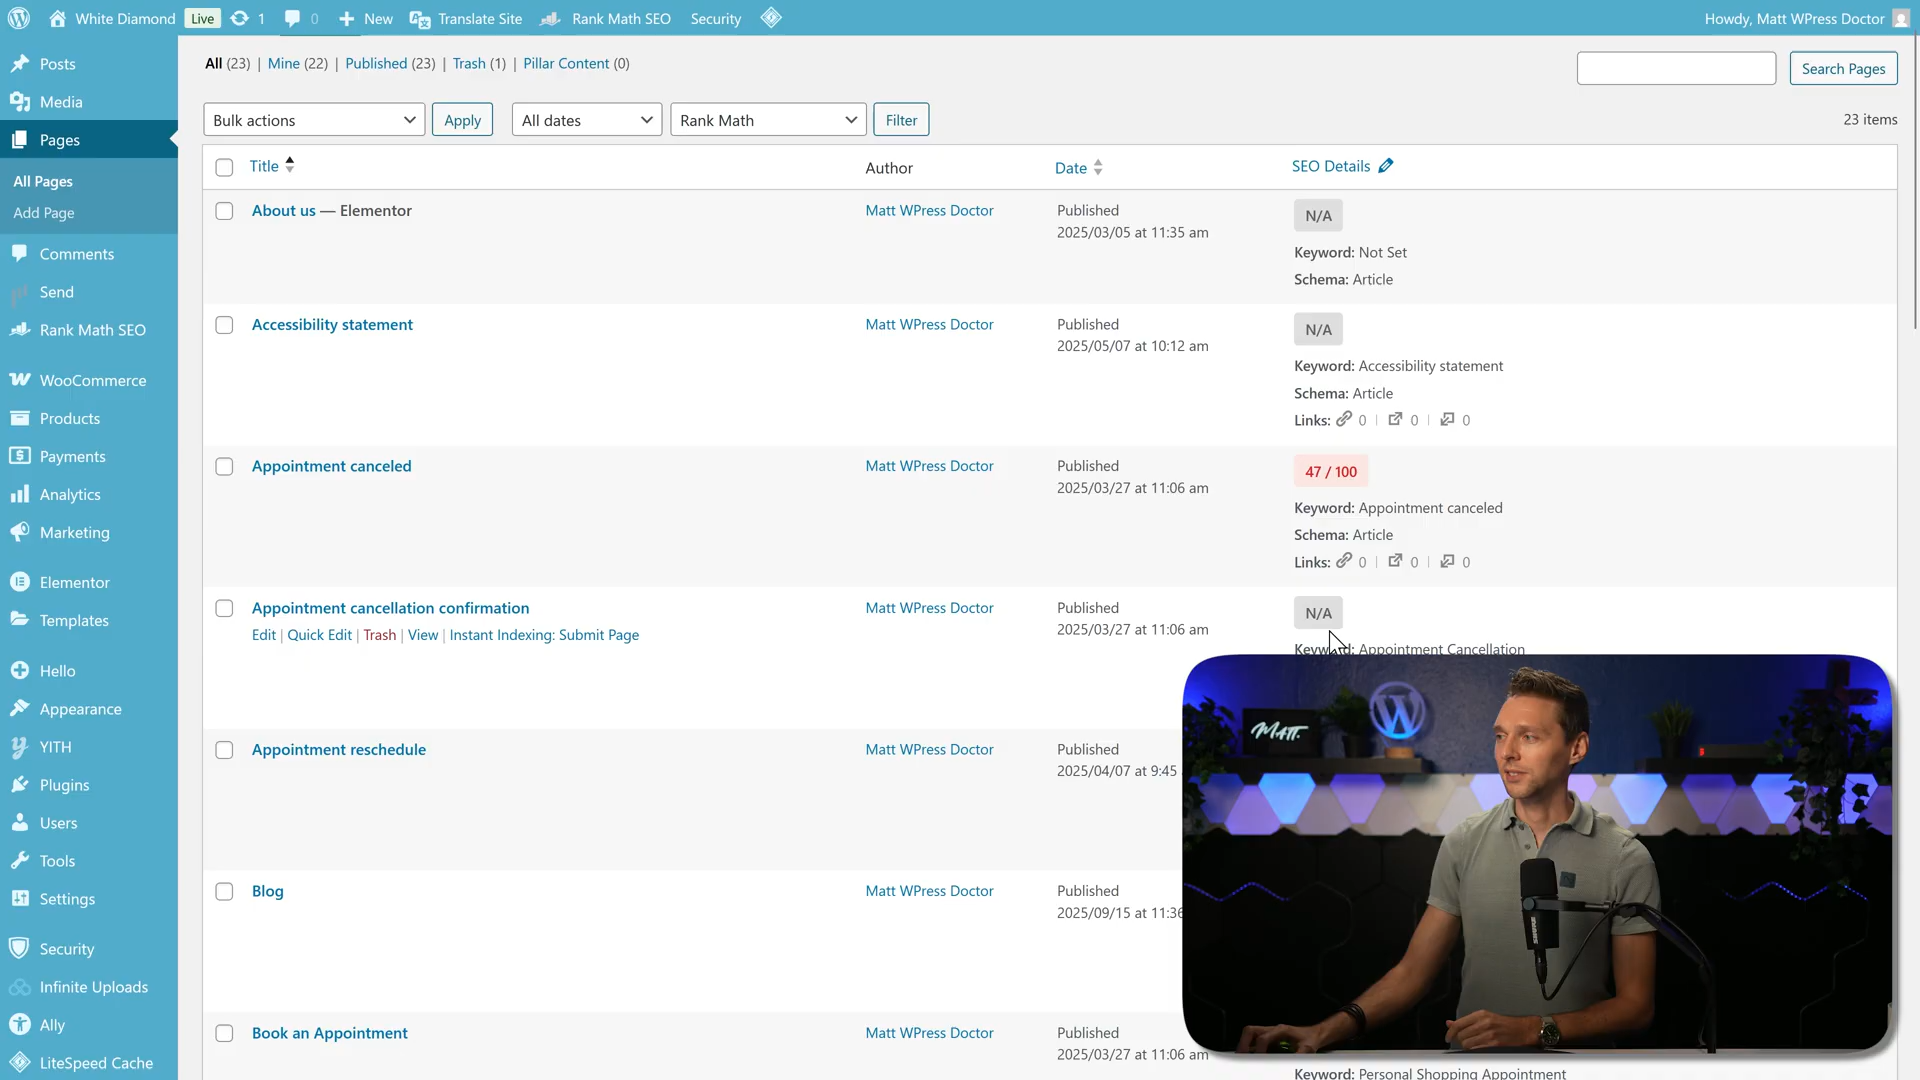 White Diamond Live 1 0 New Translate Site Rank Math SEO Security Howdy, Matt WPress Doctor
Posts
Media
Pages
All Pages
Add Page
Comments
Send
Rank Math SEO
WooCommerce
Products
Payments
Analytics
Marketing
Elementor
Templates
Hello
Appearance
YITH
Plugins
Users
Tools
Settings
Security
Infinite Uploads
Ally
LiteSpeed Cache
All (23) | Mine (22) | Published (23) | Trash (1) | Pillar Content (0)
Search Pages
Bulk actions Apply All dates Rank Math Filter 23 items
Title Author Date SEO Details
About us — Elementor Matt WPress Doctor Published N/A
2025/03/05 at 11:35 am
Keyword: Not Set
Schema: Article
Accessibility statement Matt WPress Doctor Published N/A
2025/05/07 at 10:12 am
Keyword: Accessibility statement
Schema: Article
Links: 0 | 0 | 0
Appointment canceled Matt WPress Doctor Published 47 / 100
2025/03/27 at 11:06 am
Keyword: Appointment canceled
Schema: Article
Links: 0 | 0 | 0
Appointment cancellation confirmation Matt WPress Doctor Published N/A
Edit | Quick Edit | Trash | View | Instant Indexing: Submit Page 2025/03/27 at 11:06 am
Keyword: Appointment Cancellation
Appointment reschedule Matt WPress Doctor Published
2025/04/07 at 9:45
Blog Matt WPress Doctor Published
2025/09/15 at 11:36
Book an Appointment Matt WPress Doctor Published
2025/03/27 at 11:06 am
Keyword: Personal Shopping Appointment
MATT.
SHURE